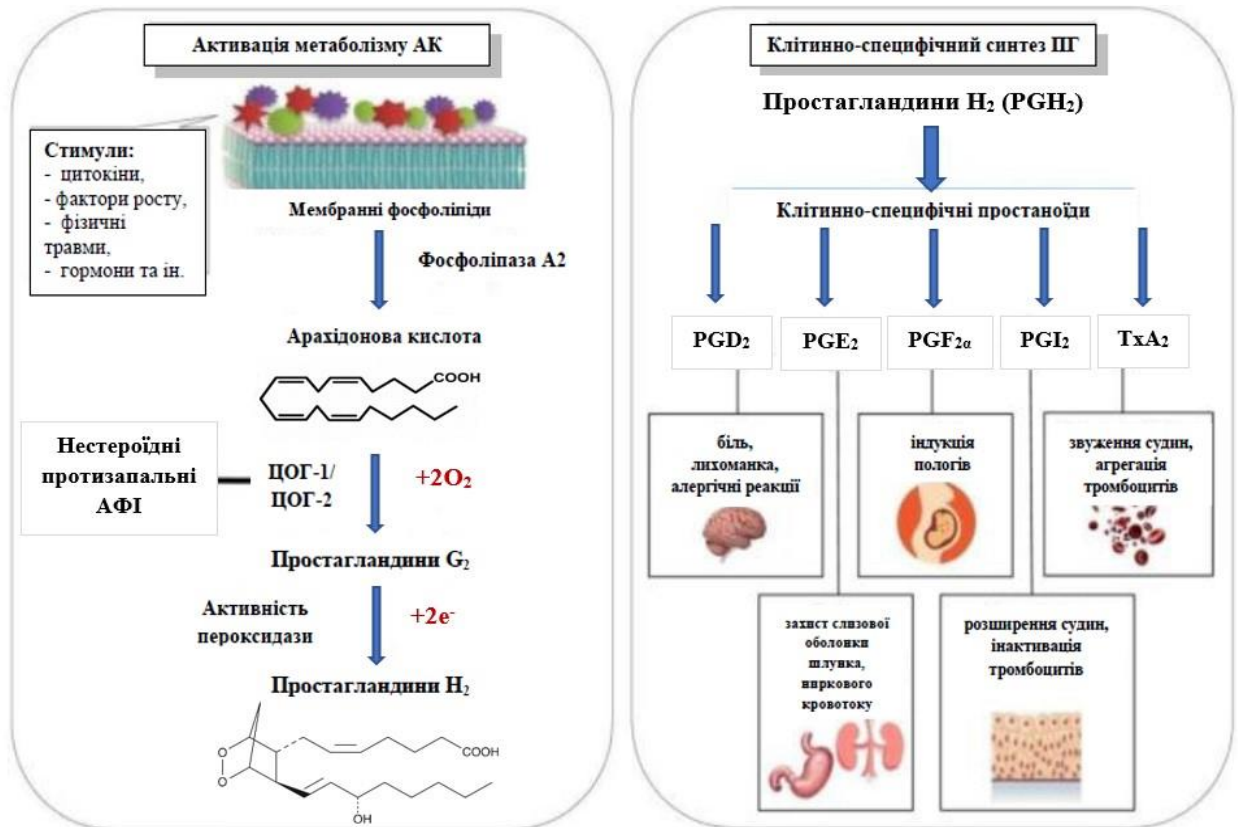 Активація метаболізму АК
Стимули:
- цитокіни,
- фактори росту,
- фізичні
травми,
- гормони та ін.
Мембранні фосфоліпіди
Фосфоліпаза А2
Арахідонова кислота
COOH
Нестероїдні
протизапальні
АФІ
ЦОГ-1/
ЦОГ-2
+2O₂
Простагландини G₂
Активність
пероксидази
+2e⁻
Простагландини H₂
O
O
COOH
OH
Клітинно-специфічний синтез ПГ
Простагландини H₂ (PGH₂)
Клітинно-специфічні простаноїди
PGD₂
PGE₂
PGF₂α
PGI₂
TxA₂
біль,
лихоманка,
алергічні реакції
індукція
пологів
звуження судин,
агрегація
тромбоцитів
захист слизової
оболонки
шлунка,
ниркового
кровотоку
розширення судин,
інактивація
тромбоцитів